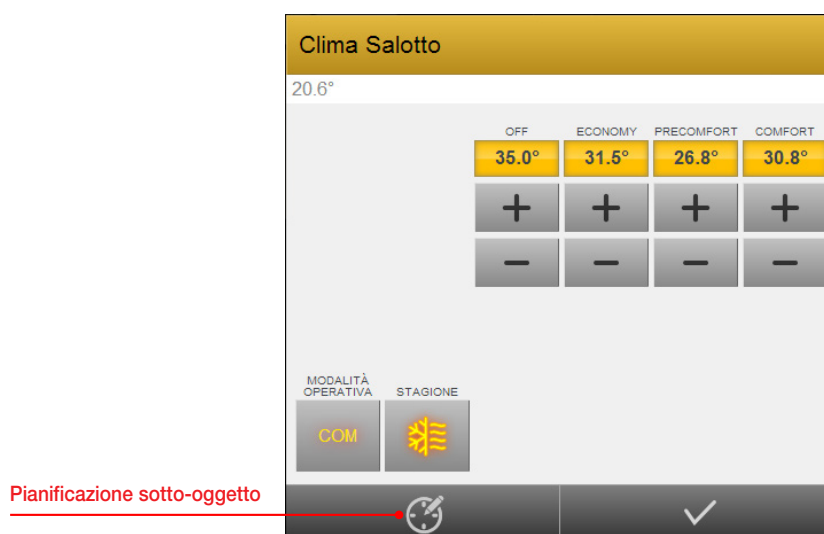 Clima Salotto
20.6°
OFF ECONOMY PRECOMFORT COMFORT
35.0° 31.5° 26.8° 30.8°
+ + + +
− − − −
MODALITÀ
OPERATIVA STAGIONE
COM
Pianificazione sotto-oggetto